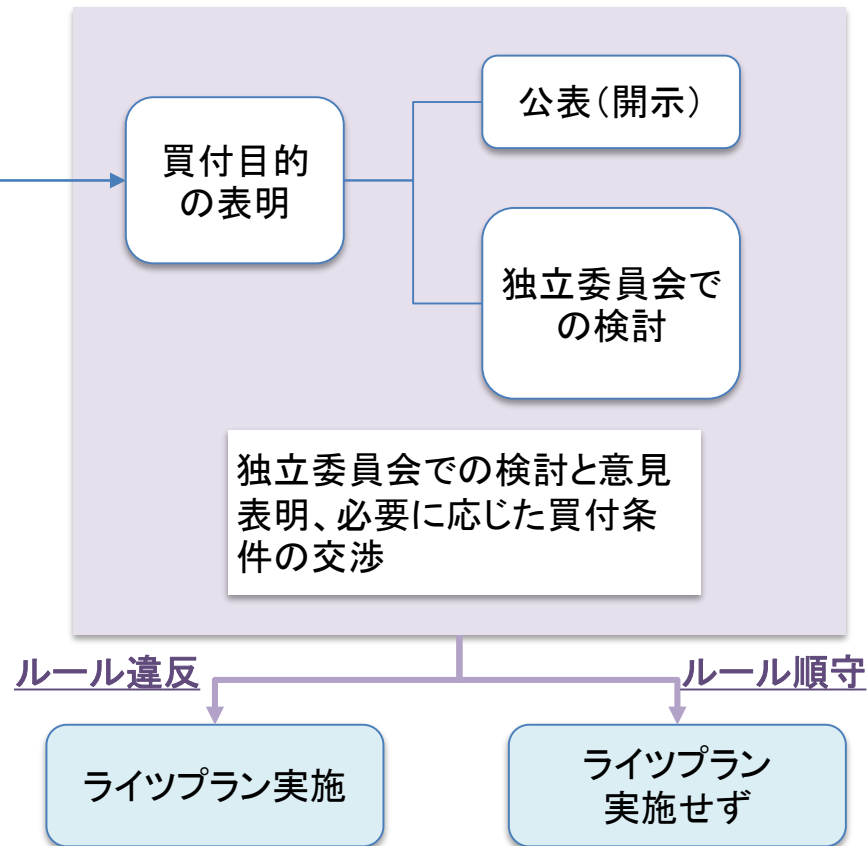 公表(開示)
買付目的
の表明
独立委員会で
の検討
独立委員会での検討と意見
表明、必要に応じた買付条
件の交渉
ルール違反
ルール順守
ライツプラン実施
ライツプラン
実施せず